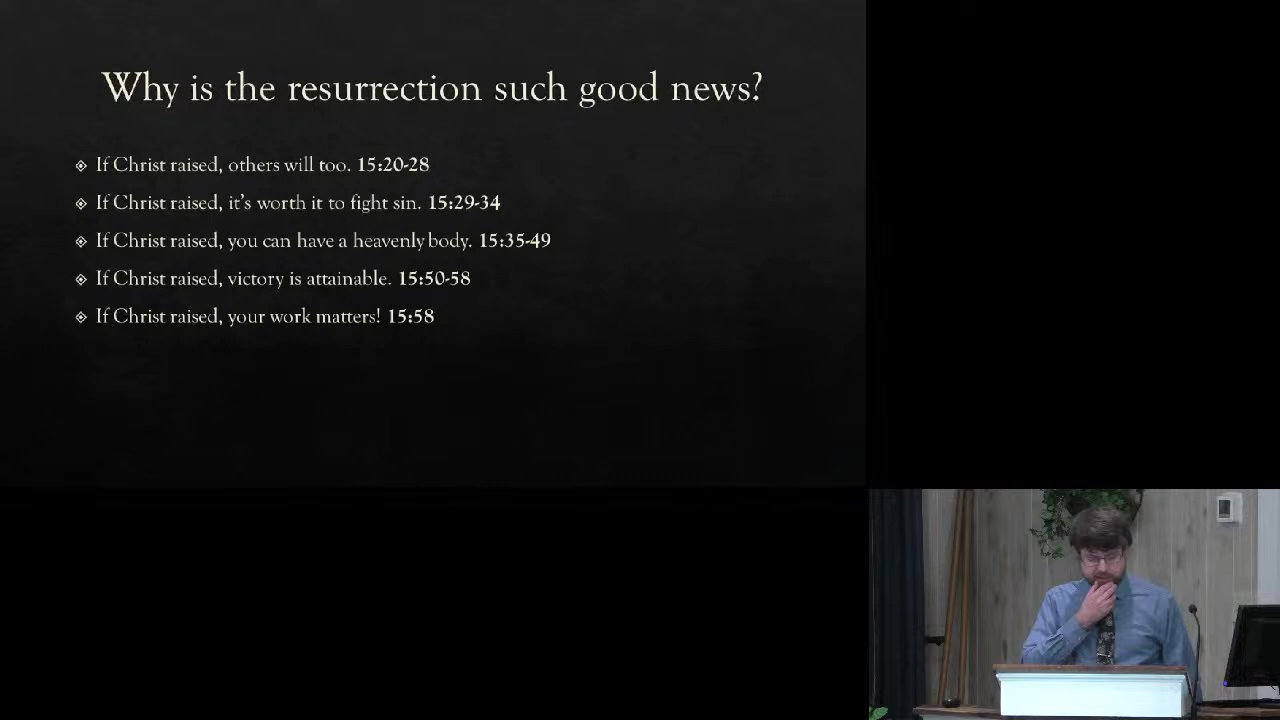 Why is the resurrection such good news?
If Christ raised, others will too. 15:20-28
If Christ raised, it's worth it to fight sin. 15:29-34
If Christ raised, you can have a heavenly body. 15:35-49
If Christ raised, victory is attainable. 15:50-58
If Christ raised, your work matters! 15:58